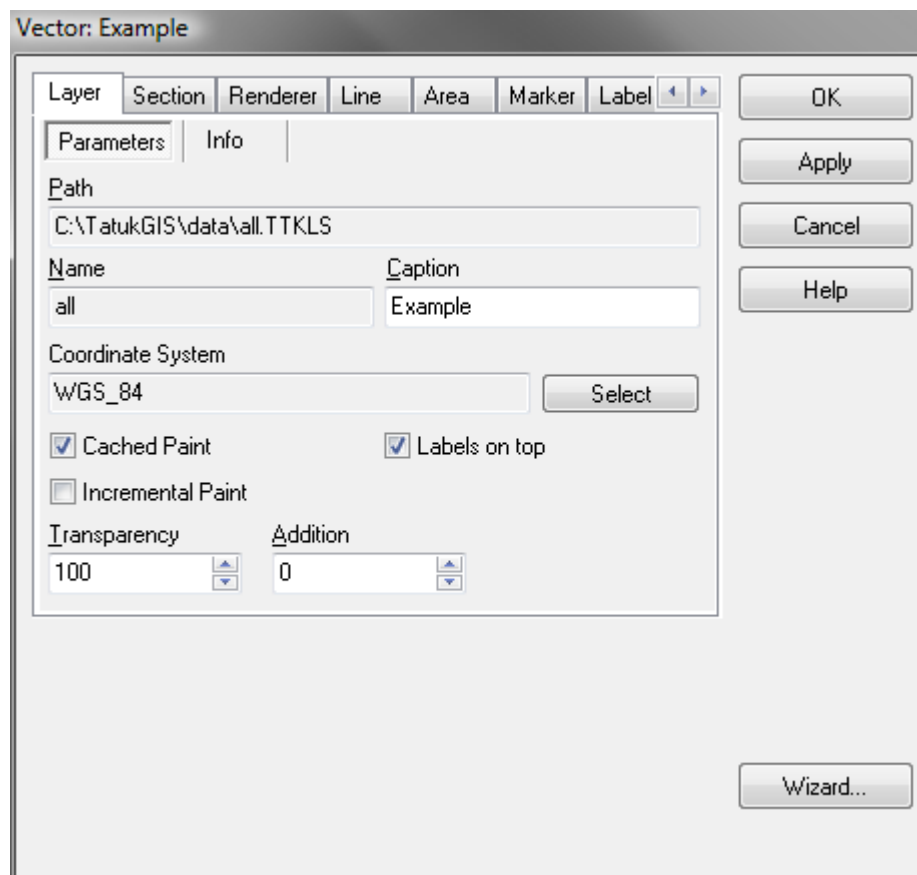 Vector: Example
Layer Section Renderer Line Area Marker Label
Parameters Info
Path
C:\TatukGIS\data\all.TTKLS
Name Caption
all Example
Coordinate System
WGS_84 Select
Cached Paint Labels on top
Incremental Paint
Transparency Addition
100 0
OK
Apply
Cancel
Help
Wizard...